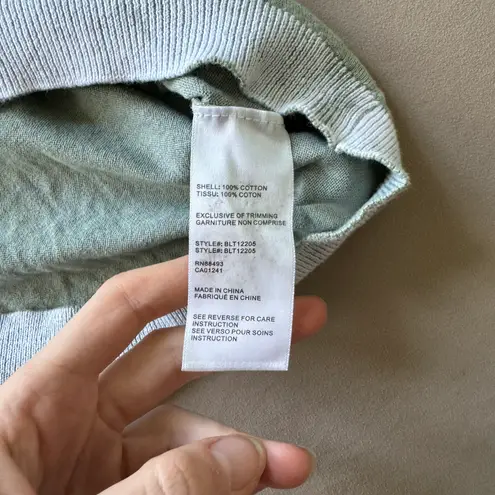 SHELL: 100% COTTON
TISSU: 100% COTON
EXCLUSIVE OF TRIMMING
GARNITURE NON COMPRISE
STYLE#: BLT12205
STYLE#: BLT12205
RN88493
CA01241
MADE IN CHINA
FABRIQUÉ EN CHINE
SEE REVERSE FOR CARE
INSTRUCTION
SEE VERSO POUR SOINS
INSTRUCTION